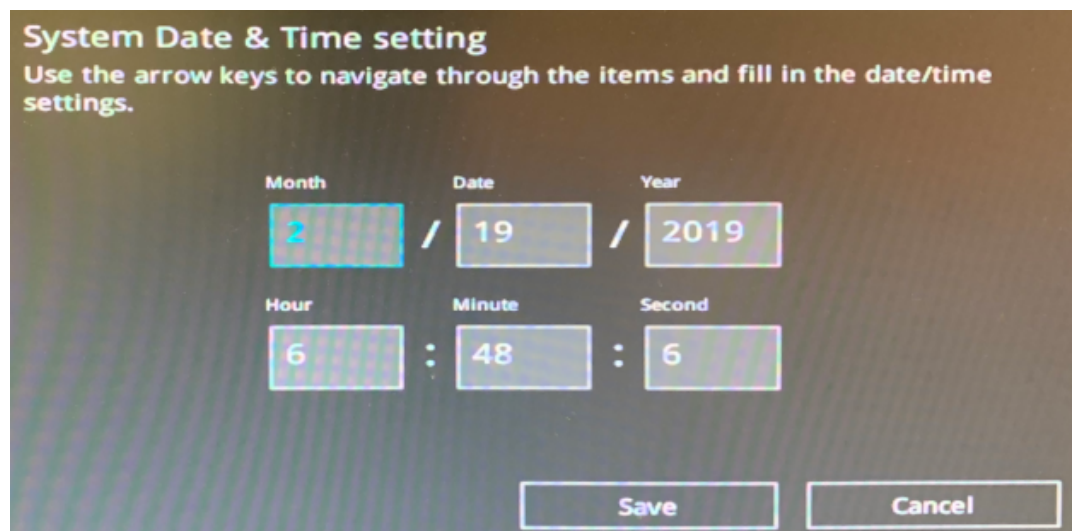 System Date & Time setting
Use the arrow keys to navigate through the items and fill in the date/time
settings.
Month Date Year
2 / 19 / 2019
Hour Minute Second
6 : 48 : 6
Save Cancel